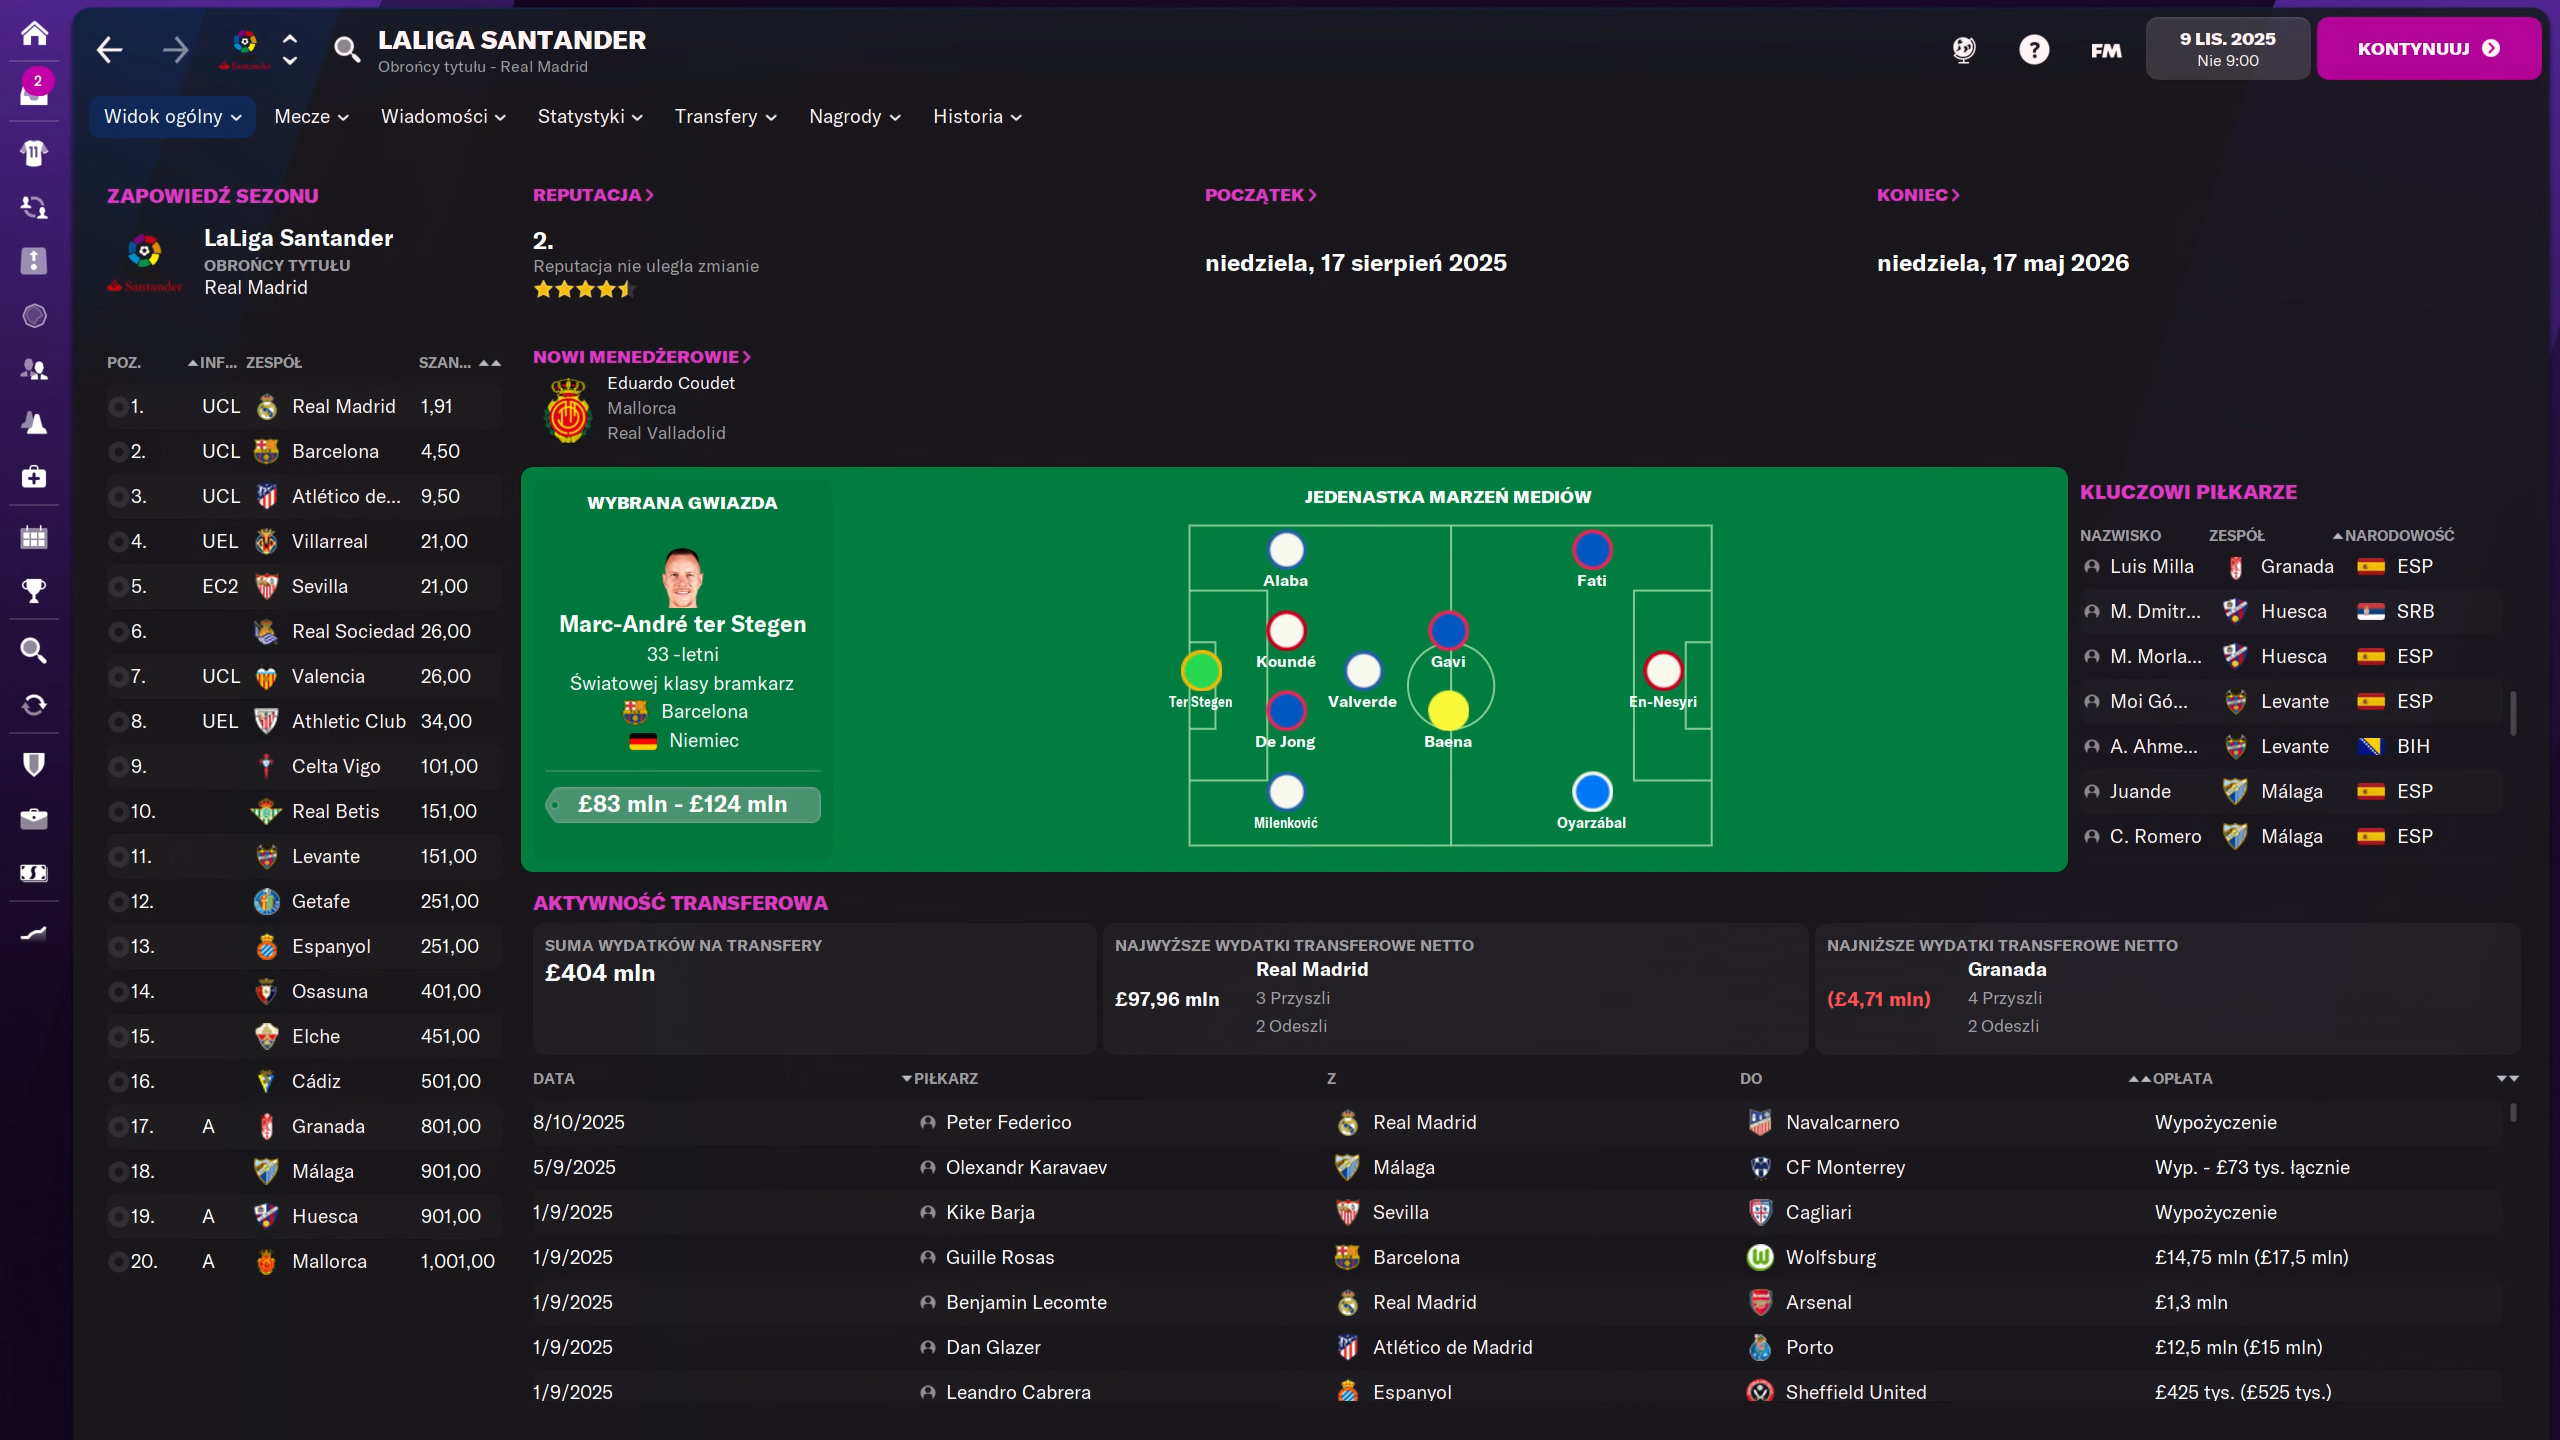 LALIGA SANTANDER
Obrońcy tytułu - Real Madrid
9 LIS. 2025
Nie 9:00
KONTYNUUJ
2
FM
Widok ogólny
Mecze
Wiadomości
Statystyki
Transfery
Nagrody
Historia
ZAPOWIEDŹ SEZONU
LaLiga Santander
OBROŃCY TYTUŁU
Real Madrid
Santander
REPUTACJA
2.
Reputacja nie uległa zmianie
POCZĄTEK
niedziela, 17 sierpień 2025
KONIEC
niedziela, 17 maj 2026
NOWI MENEDŻEROWIE
Eduardo Coudet
Mallorca
Real Valladolid
POZ. INF... ZESPÓŁ SZAN...
1. UCL Real Madrid 1,91
2. UCL Barcelona 4,50
3. UCL Atlético de... 9,50
4. UEL Villarreal 21,00
5. EC2 Sevilla 21,00
6. Real Sociedad 26,00
7. UCL Valencia 26,00
8. UEL Athletic Club 34,00
9. Celta Vigo 101,00
10. Real Betis 151,00
11. Levante 151,00
12. Getafe 251,00
13. Espanyol 251,00
14. Osasuna 401,00
15. Elche 451,00
16. Cádiz 501,00
17. A Granada 801,00
18. Málaga 901,00
19. A Huesca 901,00
20. A Mallorca 1,001,00
WYBRANA GWIAZDA
Marc-André ter Stegen
33 -letni
Światowej klasy bramkarz
Barcelona
Niemiec
£83 mln - £124 mln
JEDENASTKA MARZEŃ MEDIÓW
Alaba
Fati
Koundé
Gavi
Ter Stegen
Valverde
En-Nesyri
De Jong
Baena
Milenković
Oyarzábal
KLUCZOWI PIŁKARZE
NAZWISKO ZESPÓŁ NARODOWOŚĆ
Luis Milla Granada ESP
M. Dmitr... Huesca SRB
M. Morla... Huesca ESP
Moi Gó... Levante ESP
A. Ahme... Levante BIH
Juande Málaga ESP
C. Romero Málaga ESP
AKTYWNOŚĆ TRANSFEROWA
SUMA WYDATKÓW NA TRANSFERY
£404 mln
NAJWYŻSZE WYDATKI TRANSFEROWE NETTO
Real Madrid
£97,96 mln
3 Przyszli
2 Odeszli
NAJNIŻSZE WYDATKI TRANSFEROWE NETTO
Granada
(£4,71 mln)
4 Przyszli
2 Odeszli
DATA PIŁKARZ Z DO OPŁATA
8/10/2025 Peter Federico Real Madrid Navalcarnero Wypożyczenie
5/9/2025 Olexandr Karavaev Málaga CF Monterrey Wyp. - £73 tys. łącznie
1/9/2025 Kike Barja Sevilla Cagliari Wypożyczenie
1/9/2025 Guille Rosas Barcelona Wolfsburg £14,75 mln (£17,5 mln)
1/9/2025 Benjamin Lecomte Real Madrid Arsenal £1,3 mln
1/9/2025 Dan Glazer Atlético de Madrid Porto £12,5 mln (£15 mln)
1/9/2025 Leandro Cabrera Espanyol Sheffield United £425 tys. (£525 tys.)